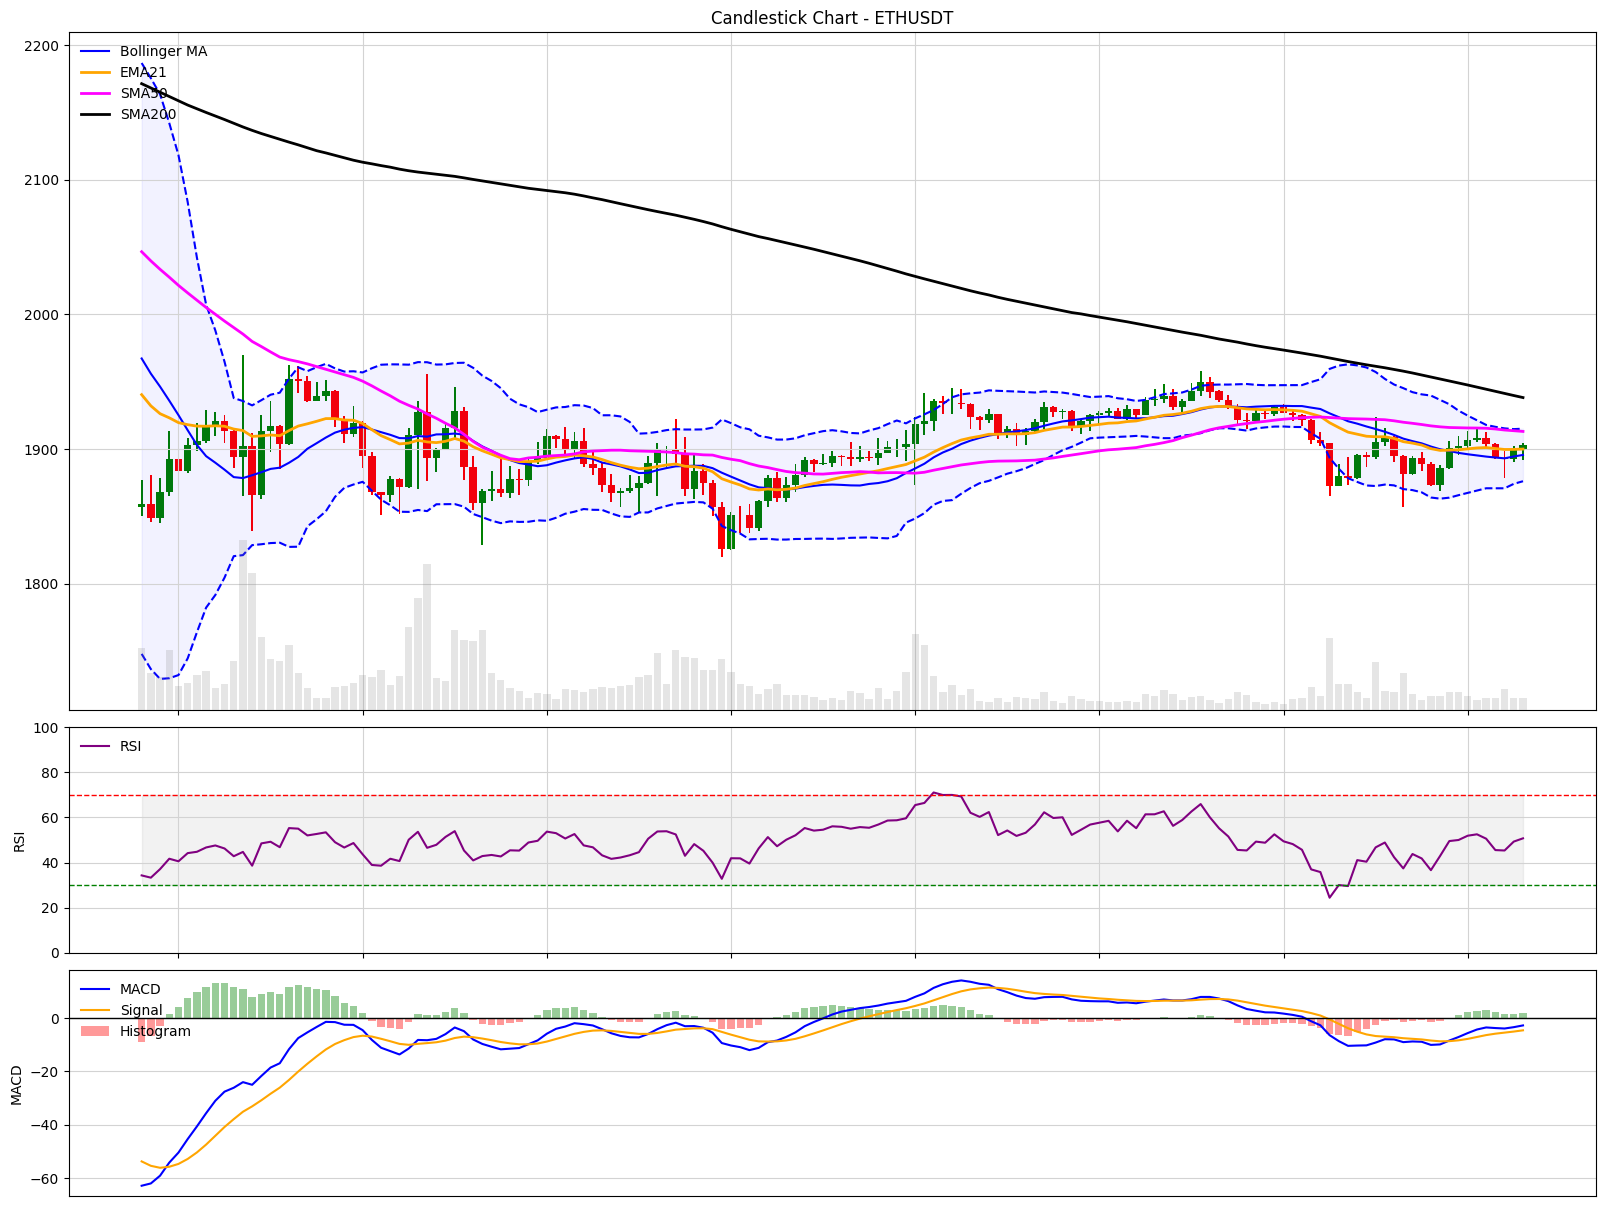 Candlestick Chart - ETHUSDT
2200
2100
2000
1900
1800
Bollinger MA
EMA21
SMA50
SMA200
100
80
60
40
20
0
RSI
RSI
0
−20
−40
−60
MACD
MACD
Signal
Histogram